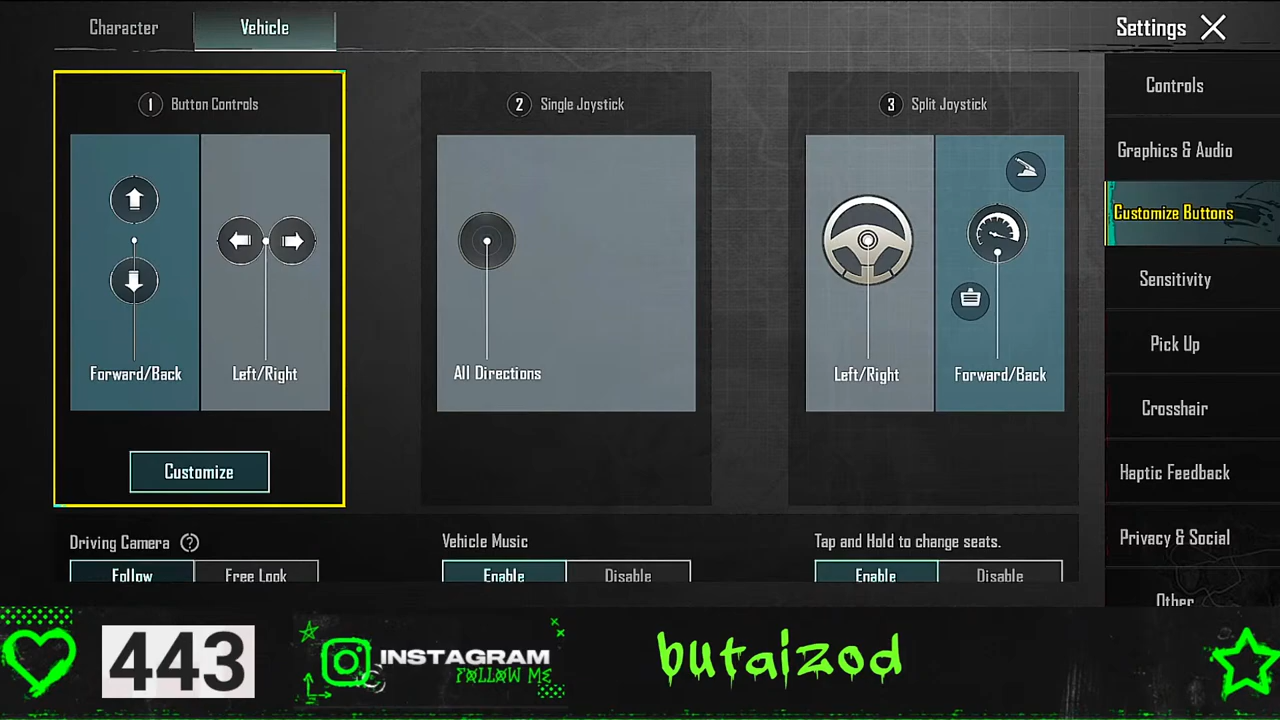 Character
Vehicle
Settings
1 Button Controls
2 Single Joystick
3 Split Joystick
Forward/Back
Left/Right
All Directions
Left/Right
Forward/Back
Customize
Driving Camera ?
Follow
Free Look
Vehicle Music
Enable
Disable
Tap and Hold to change seats.
Enable
Disable
Controls
Graphics & Audio
Customize Buttons
Sensitivity
Pick Up
Crosshair
Haptic Feedback
Privacy & Social
Other
443
INSTAGRAM
FOLLOW ME
butaizod